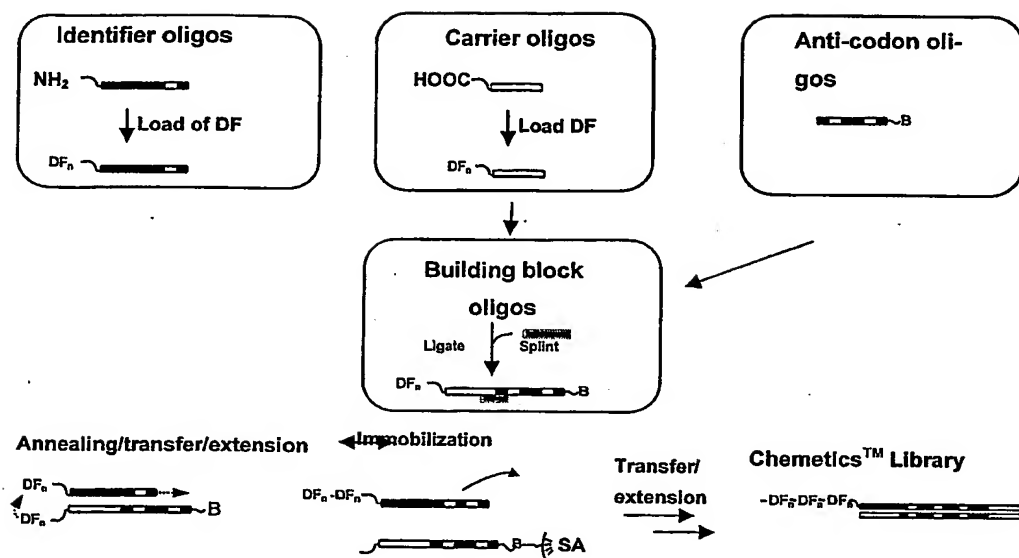 Identifier oligos
NH₂
Load of DF
DFₙ
Carrier oligos
HOOC
Load DF
DFₙ
Anti-codon oli-
gos
B
Building block
oligos
Ligate
Splint
DFₙ
B
Annealing/transfer/extension
Immobilization
DFₙ
DFₙ
B
DFₙ-DFₙ
B
SA
Transfer/
extension
Chemetics™ Library
-DFₙ-DFₙ-DFₙ